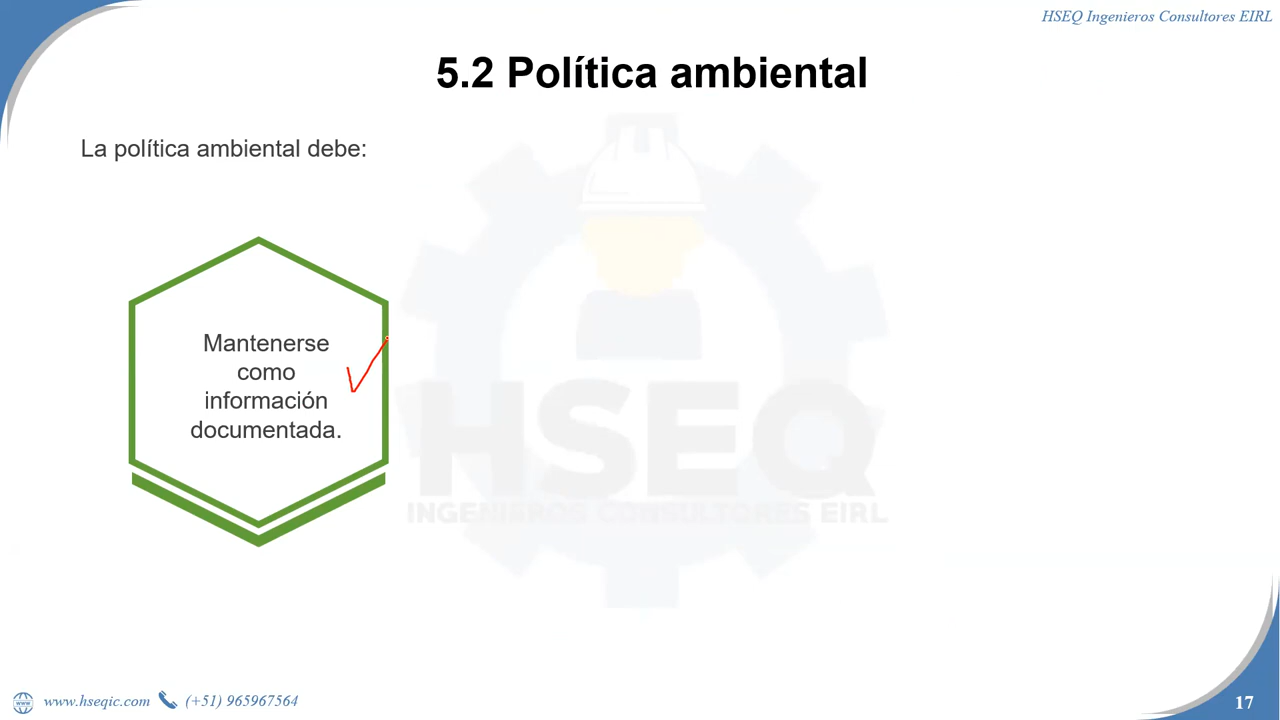 HSEQ Ingenieros Consultores EIRL
5.2 Política ambiental
La política ambiental debe:
Mantenerse
como
información
documentada.
HSEQ
INGENIEROS CONSULTORES EIRL
www.hseqic.com (+51) 965967564
17